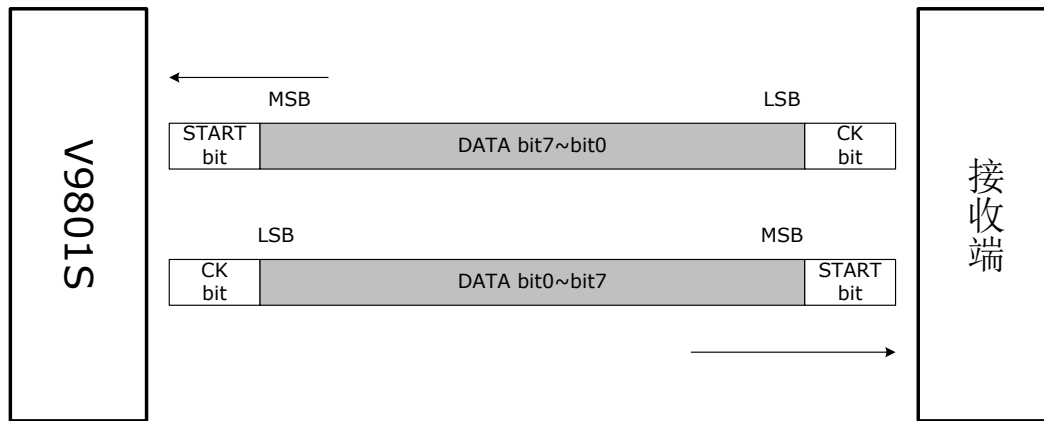 V9801S
MSB
LSB
START
bit
DATA bit7~bit0
CK
bit
LSB
MSB
CK
bit
DATA bit0~bit7
START
bit
接收端